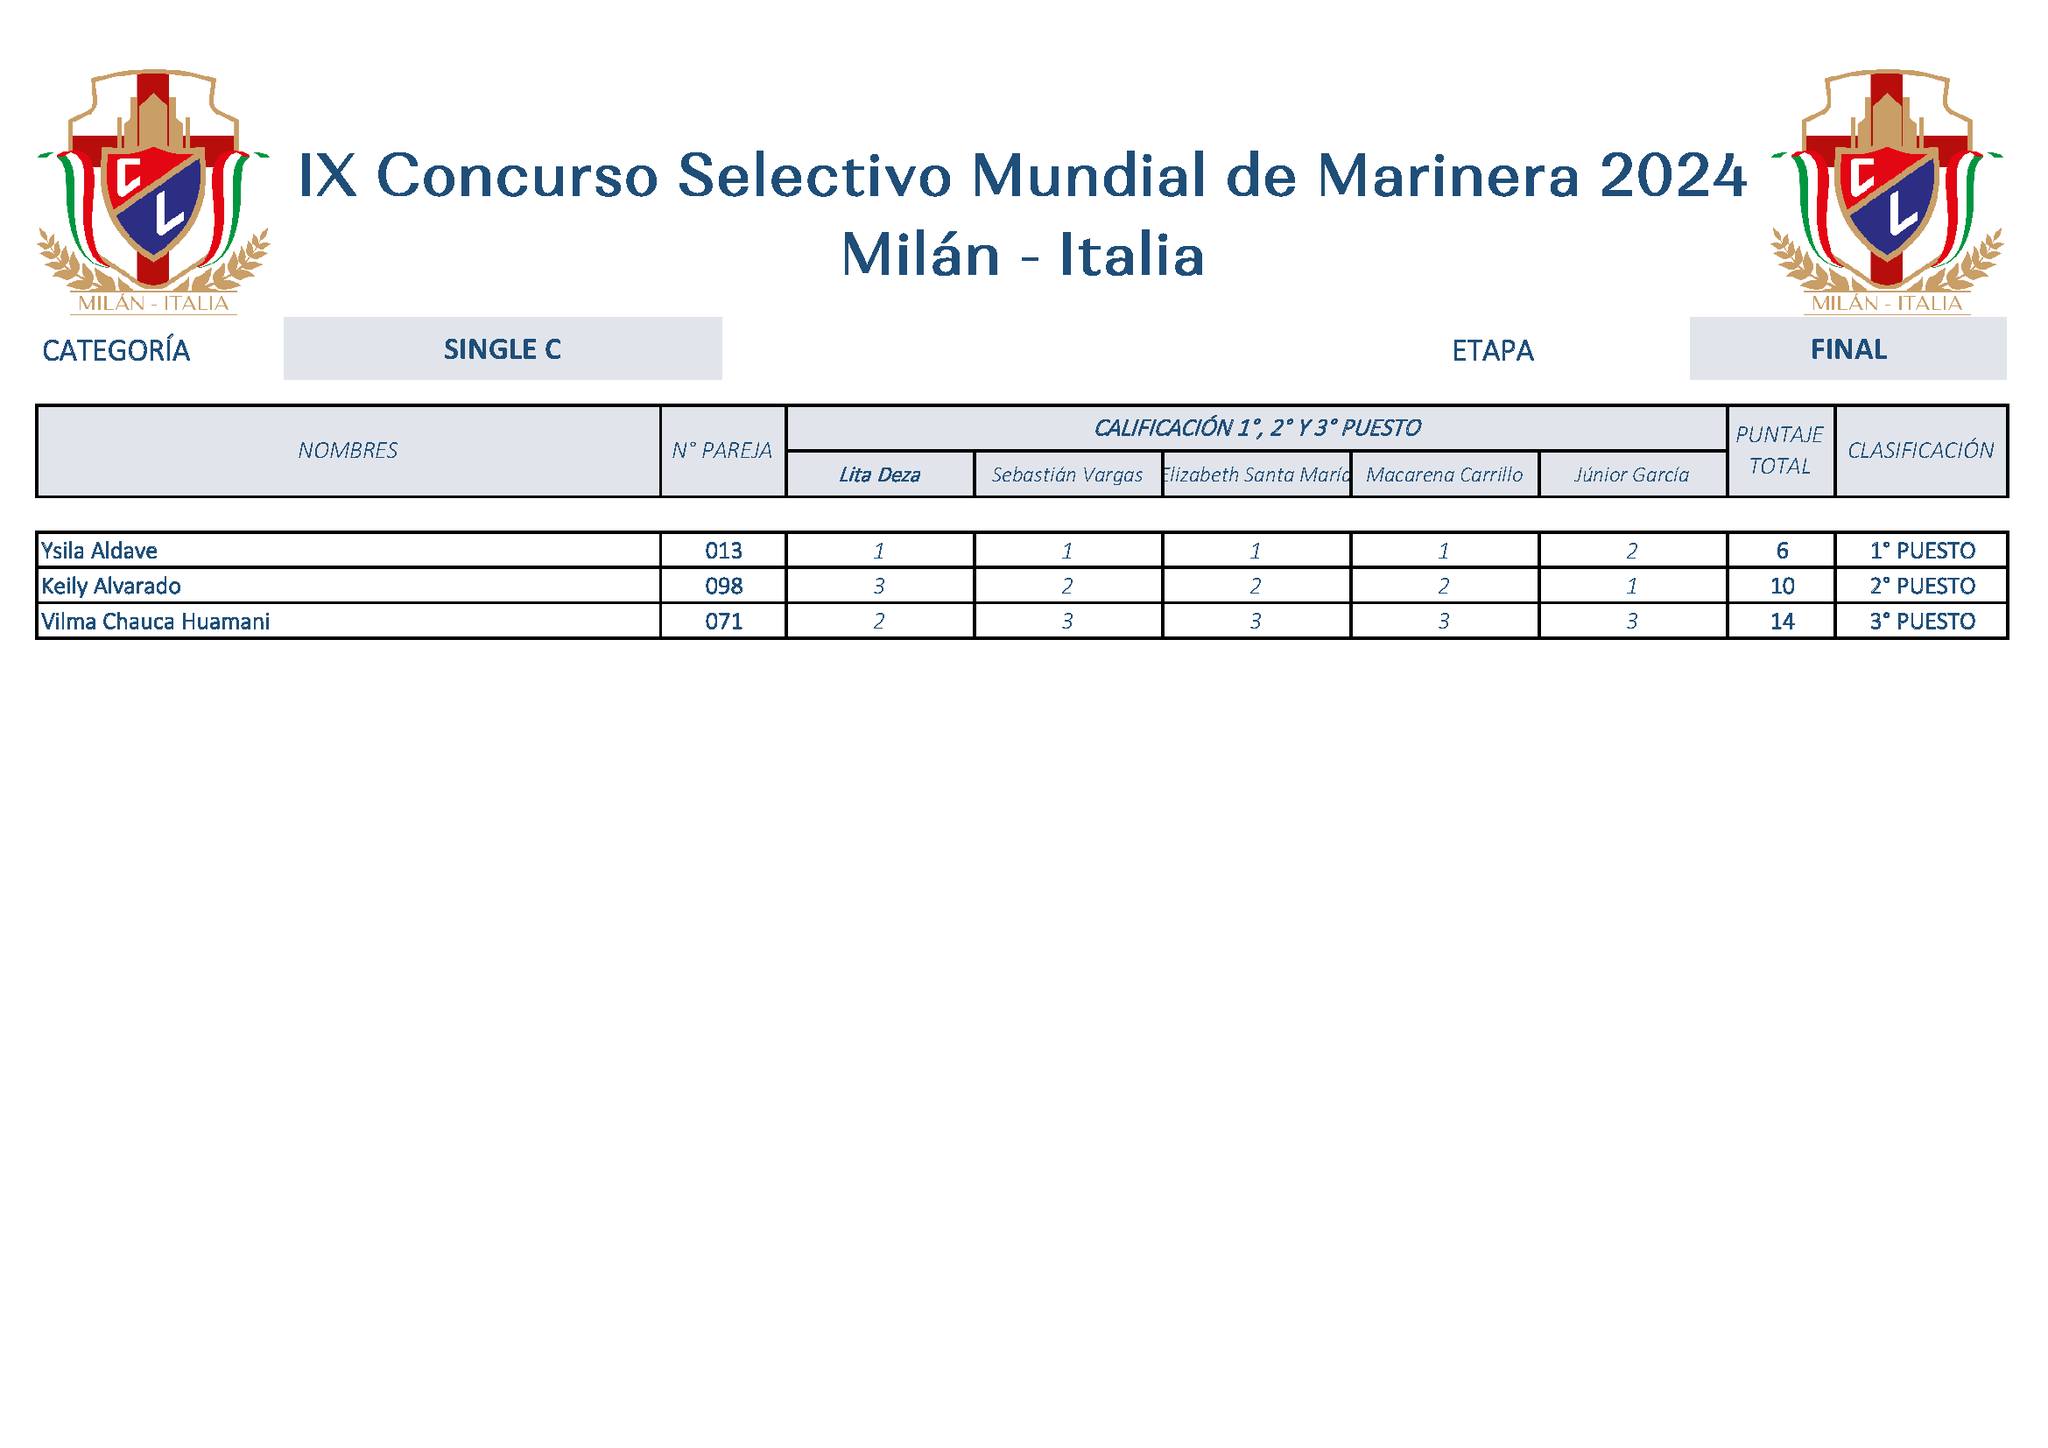 IX Concurso Selectivo Mundial de Marinera 2024
Milán - Italia
C
L
MILÁN - ITALIA
C
L
MILÁN - ITALIA
CATEGORÍA SINGLE C ETAPA FINAL
NOMBRES N° PAREJA CALIFICACIÓN 1°, 2° Y 3° PUESTO PUNTAJE TOTAL CLASIFICACIÓN
Lita Deza Sebastián Vargas Elizabeth Santa María Macarena Carrillo Júnior García
Ysila Aldave 013 1 1 1 1 2 6 1° PUESTO
Keily Alvarado 098 3 2 2 2 1 10 2° PUESTO
Vilma Chauca Huamani 071 2 3 3 3 3 14 3° PUESTO